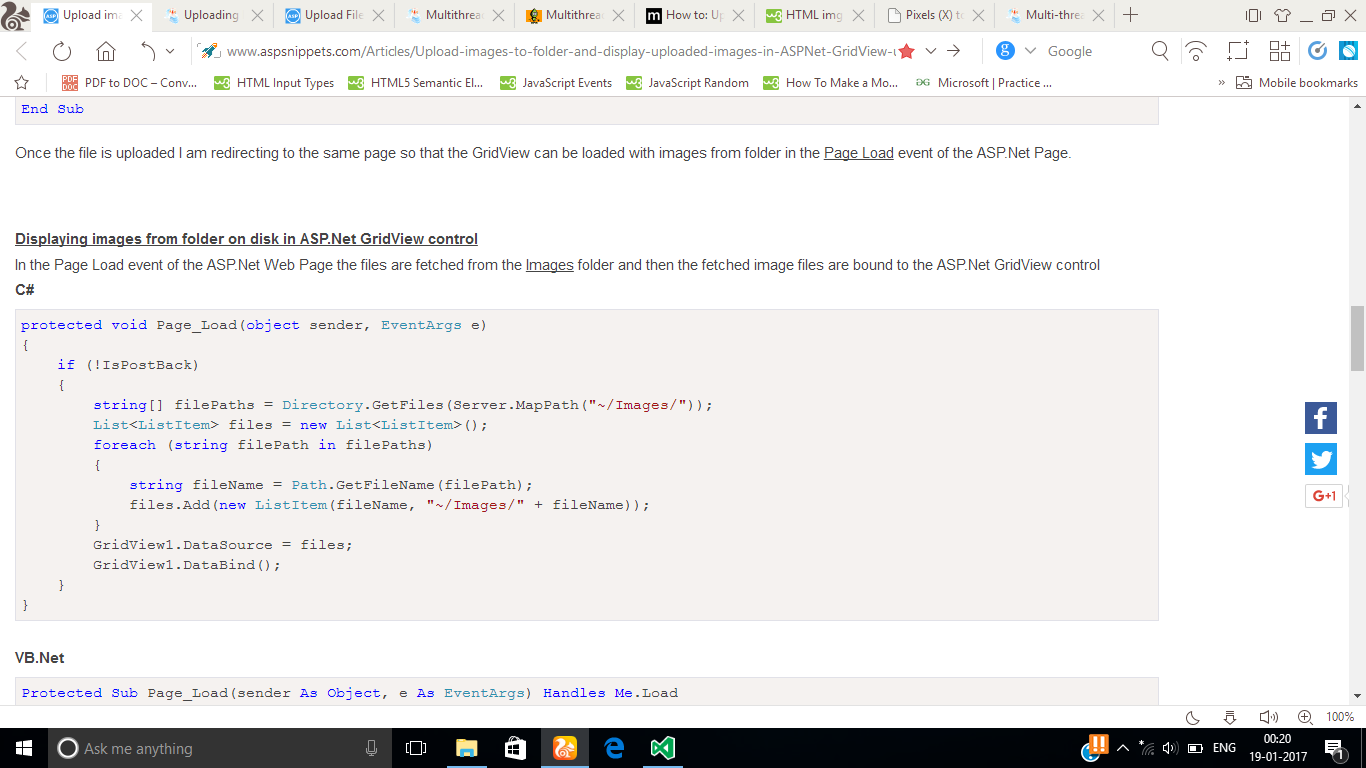 Upload ima
Uploading
Upload File
Multithrea
Multithrea
How to: Up
HTML img
Pixels (X) to
Multi-threa
www.aspsnippets.com/Articles/Upload-images-to-folder-and-display-uploaded-images-in-ASPNet-GridView-u
Google
PDF to DOC – Conv...
HTML Input Types
HTML5 Semantic El...
JavaScript Events
JavaScript Random
How To Make a Mo...
Microsoft | Practice ...
» Mobile bookmarks
End Sub
Once the file is uploaded I am redirecting to the same page so that the GridView can be loaded with images from folder in the Page Load event of the ASP.Net Page.
Displaying images from folder on disk in ASP.Net GridView control
In the Page Load event of the ASP.Net Web Page the files are fetched from the Images folder and then the fetched image files are bound to the ASP.Net GridView control
C#
protected void Page_Load(object sender, EventArgs e)
{
    if (!IsPostBack)
    {
        string[] filePaths = Directory.GetFiles(Server.MapPath("~/Images/"));
        List<ListItem> files = new List<ListItem>();
        foreach (string filePath in filePaths)
        {
            string fileName = Path.GetFileName(filePath);
            files.Add(new ListItem(fileName, "~/Images/" + fileName));
        }
        GridView1.DataSource = files;
        GridView1.DataBind();
    }
}
G+1
VB.Net
Protected Sub Page_Load(sender As Object, e As EventArgs) Handles Me.Load
100%
Ask me anything
ENG
00:20
19-01-2017
1